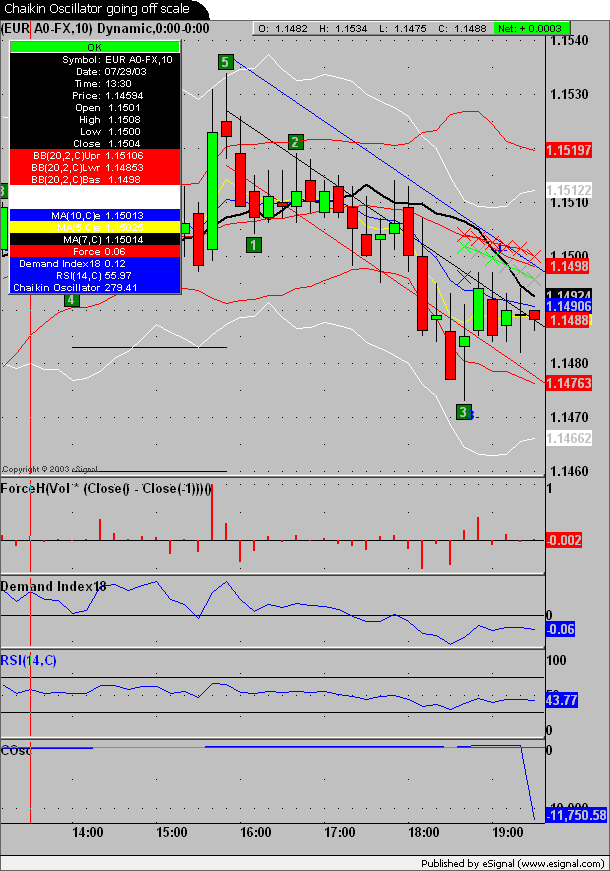 Chaikin Oscillator going off scale
(EUR A0-FX,10) Dynamic,0:00-0:00
O: 1.1482 H: 1.1534 L: 1.1475 C: 1.1488 Net: + 0.0003
OK
Symbol: EUR A0-FX,10
Date: 07/29/03
Time: 13:30
Price: 1.14594
Open 1.1501
High 1.1508
Low 1.1500
Close 1.1504
BB(20,2,C)Upr 1.15106
BB(20,2,C)Lwr 1.14853
BB(20,2,C)Bas 1.1498
MA(10,C)e 1.15013
MA(5,C)e 1.15025
MA(7,C) 1.15014
Force 0.06
Demand Index18 0.12
RSI(14,C) 55.97
Chaikin Oscillator 279.41
5
2
1
4
3
3
1.1540
1.1530
1.15197
1.15122
1.1510
1.1500
1.1498
1.14924
1.14906
1.1488
1.1480
1.14763
1.1470
1.14662
1.1460
Copyright © 2003 eSignal
ForceH(Vol * (Close() - Close(-1)))()
1
-0.002
Demand Index18
0
-0.06
RSI(14,C)
100
43.77
0
COsc
0
-11,750.58
14:00 15:00 16:00 17:00 18:00 19:00
Published by eSignal (www.esignal.com)